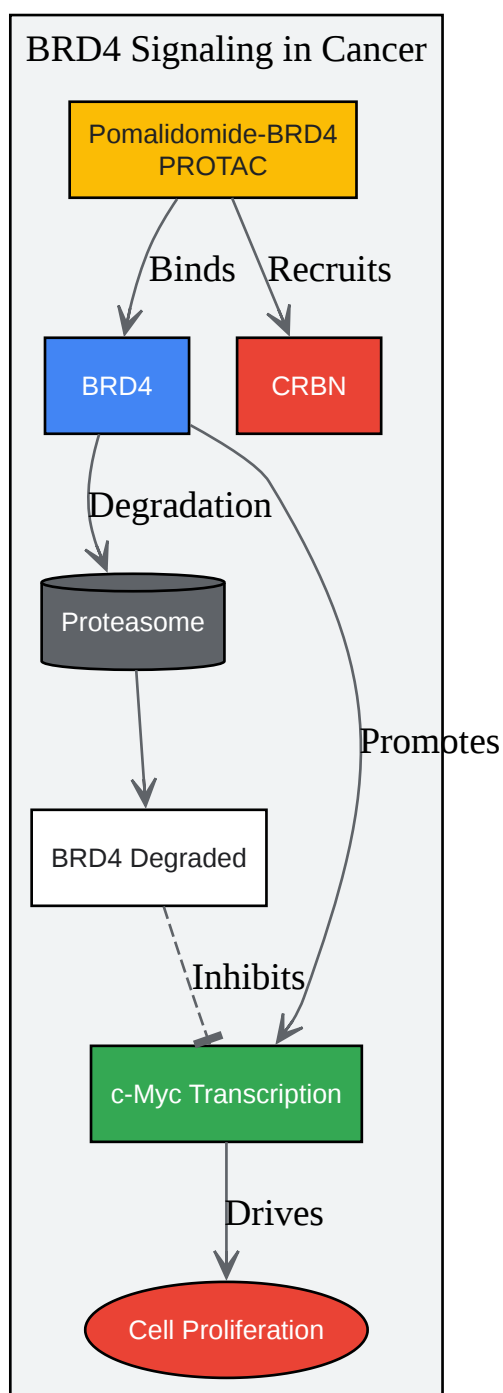 BRD4 Signaling in Cancer
Pomalidomide-BRD4
PROTAC
Binds
Recruits
BRD4
CRBN
Degradation
Proteasome
Promotes
BRD4 Degraded
Inhibits
c-Myc Transcription
Drives
Cell Proliferation